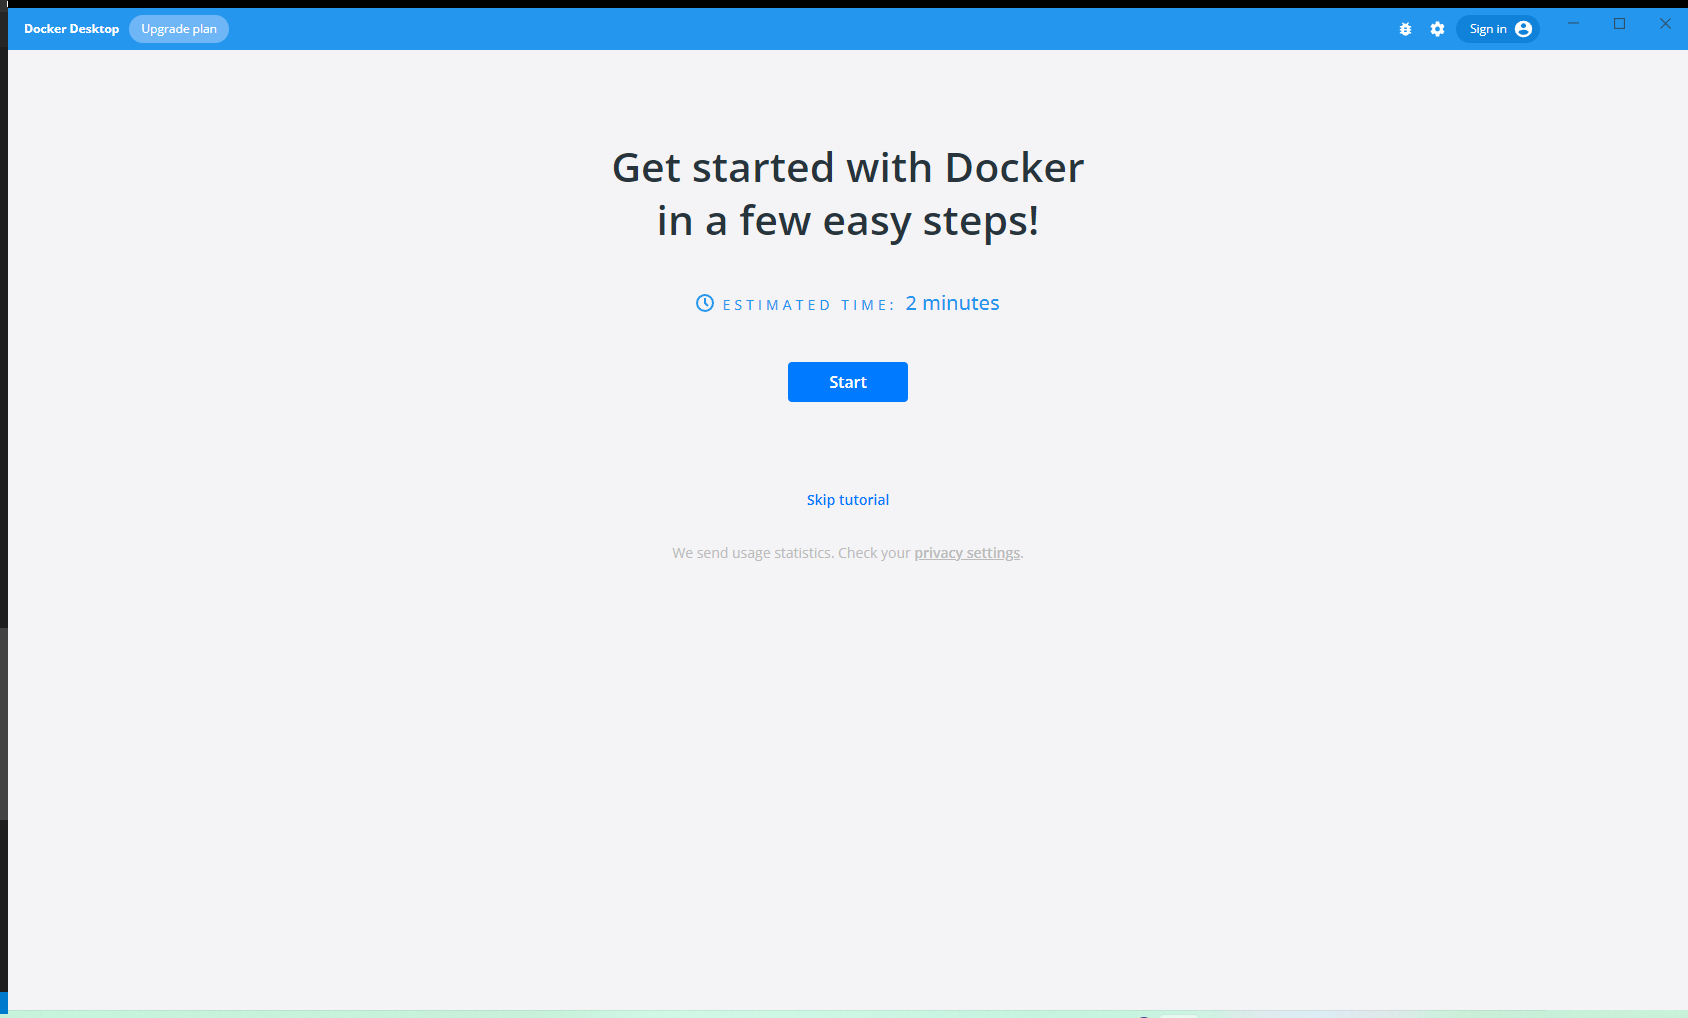 Docker Desktop Upgrade plan Sign in
Get started with Docker
in a few easy steps!
ESTIMATED TIME: 2 minutes
Start
Skip tutorial
We send usage statistics. Check your privacy settings.